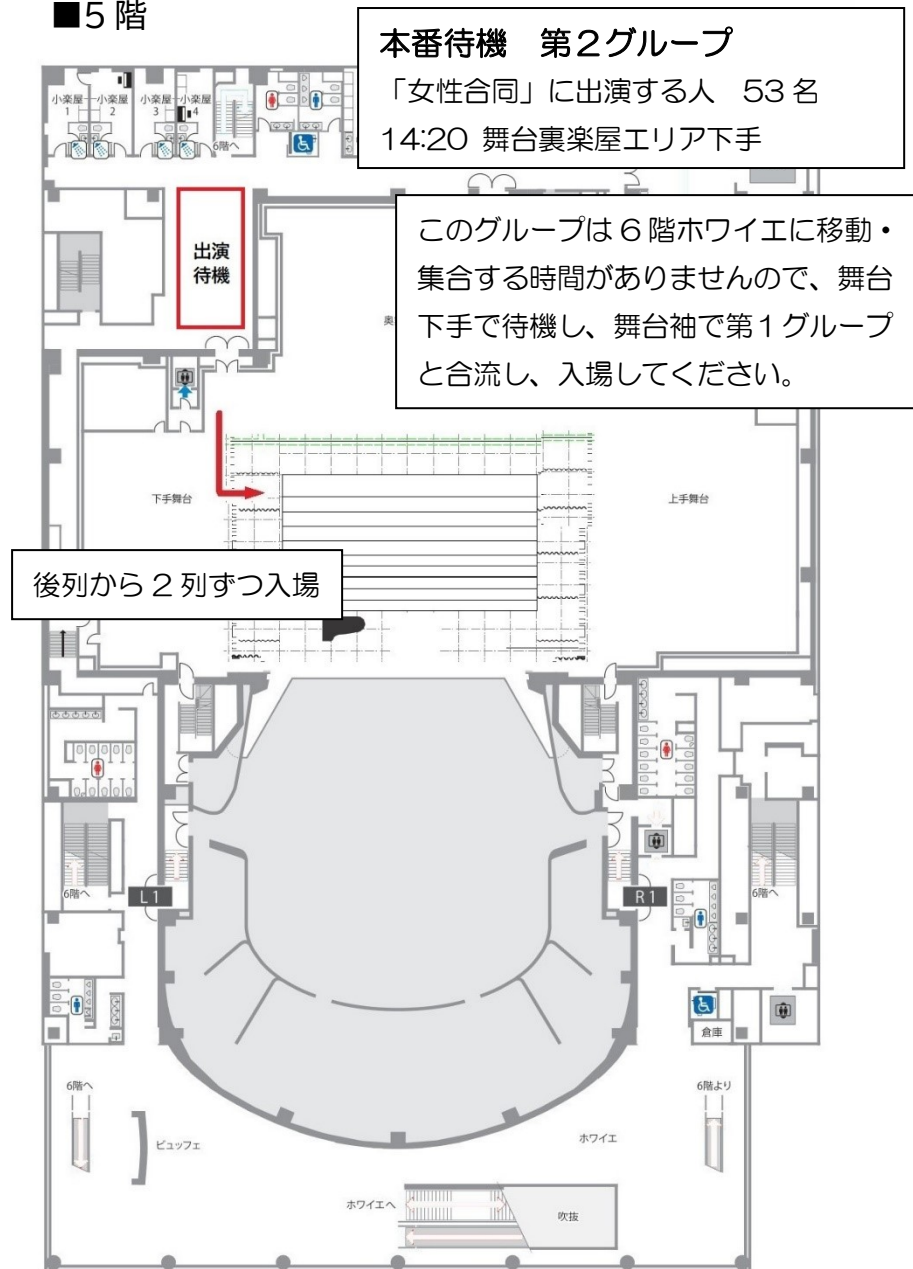 ■5階
本番待機　第2グループ
「女性合同」に出演する人　53名
14:20 舞台裏楽屋エリア下手
小楽屋
1
小楽屋
2
小楽屋
3
小楽屋
4
6階へ
このグループは6階ホワイエに移動・
集合する時間がありませんので、舞台
下手で待機し、舞台袖で第1グループ
と合流し、入場してください。
出演
待機
奥
下手舞台
上手舞台
後列から2列ずつ入場
6階へ
L1
R1
6階へ
倉庫
6階へ
6階より
ビュッフェ
ホワイエ
ホワイエへ
吹抜